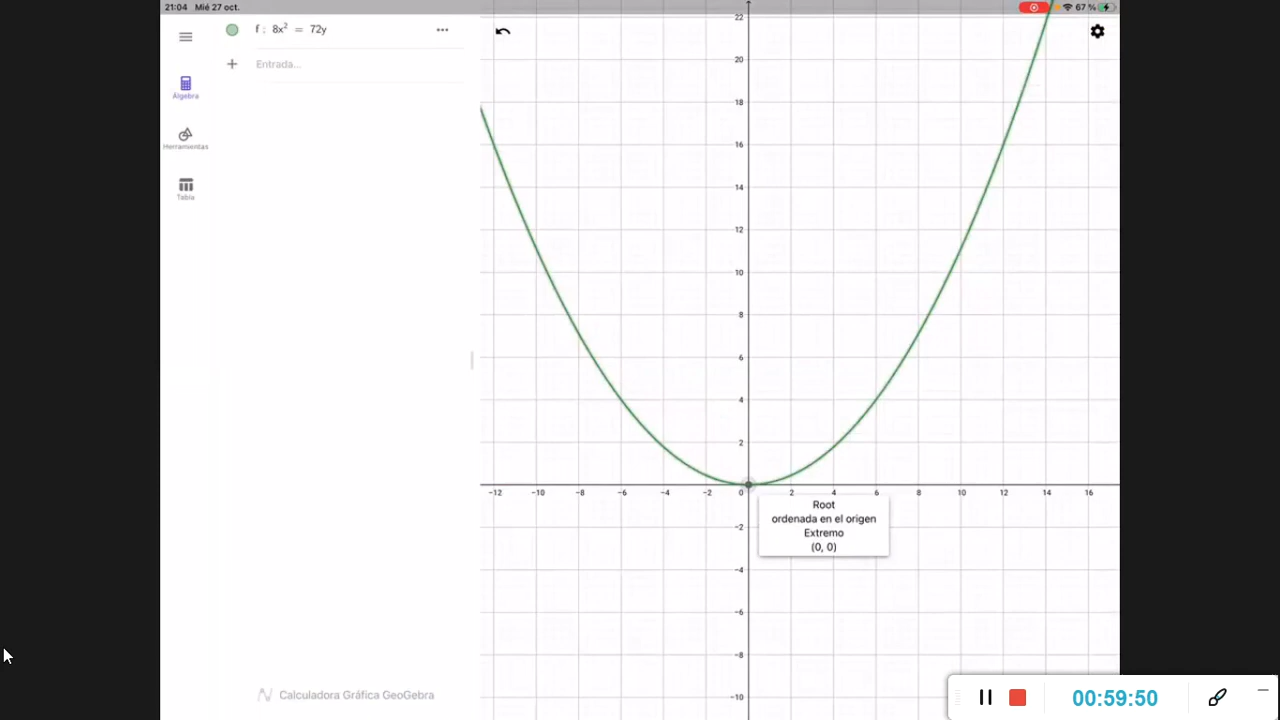 21:04 Mié 27 oct.
67 %
f : 8x² = 72y
Entrada...
Álgebra
Herramientas
Tabla
22
20
18
16
14
12
10
8
6
4
2
-12 -10 -8 -6 -4 -2 0 2 4 6 8 10 12 14 16
Root
ordenada en el origen
Extremo
(0, 0)
-2
-4
-6
-8
-10
Calculadora Gráfica GeoGebra
00:59:50